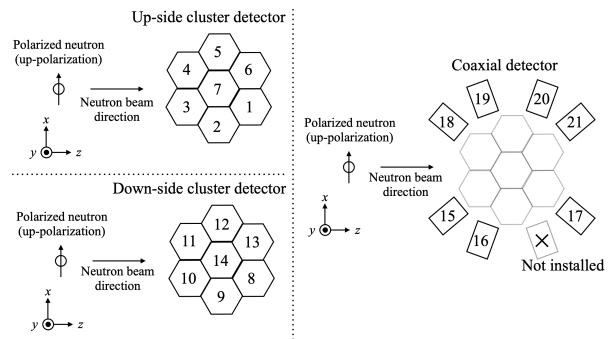 Up-side cluster detector
Polarized neutron
(up-polarization)
Neutron beam
direction
x
y
z
5
4
6
7
3
1
2
Down-side cluster detector
Polarized neutron
(up-polarization)
Neutron beam
direction
x
y
z
12
11
13
14
10
8
9
Coaxial detector
Polarized neutron
(up-polarization)
Neutron beam
direction
x
y
z
19
20
18
21
15
17
16
Not installed